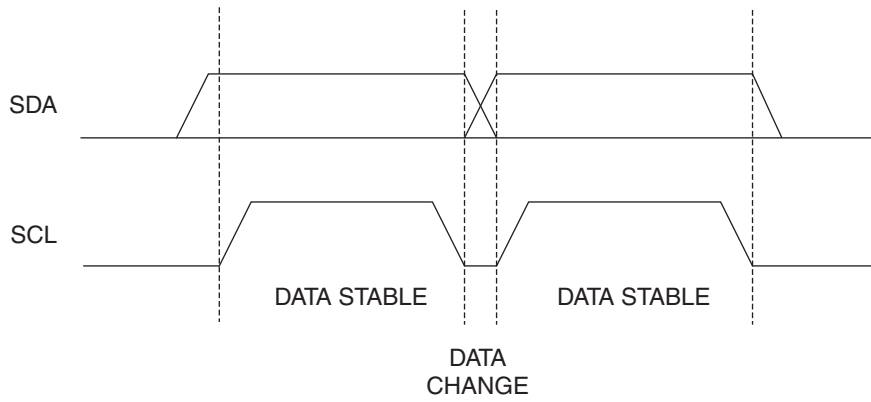 SDA
SCL
DATA STABLE
DATA STABLE
DATA
CHANGE